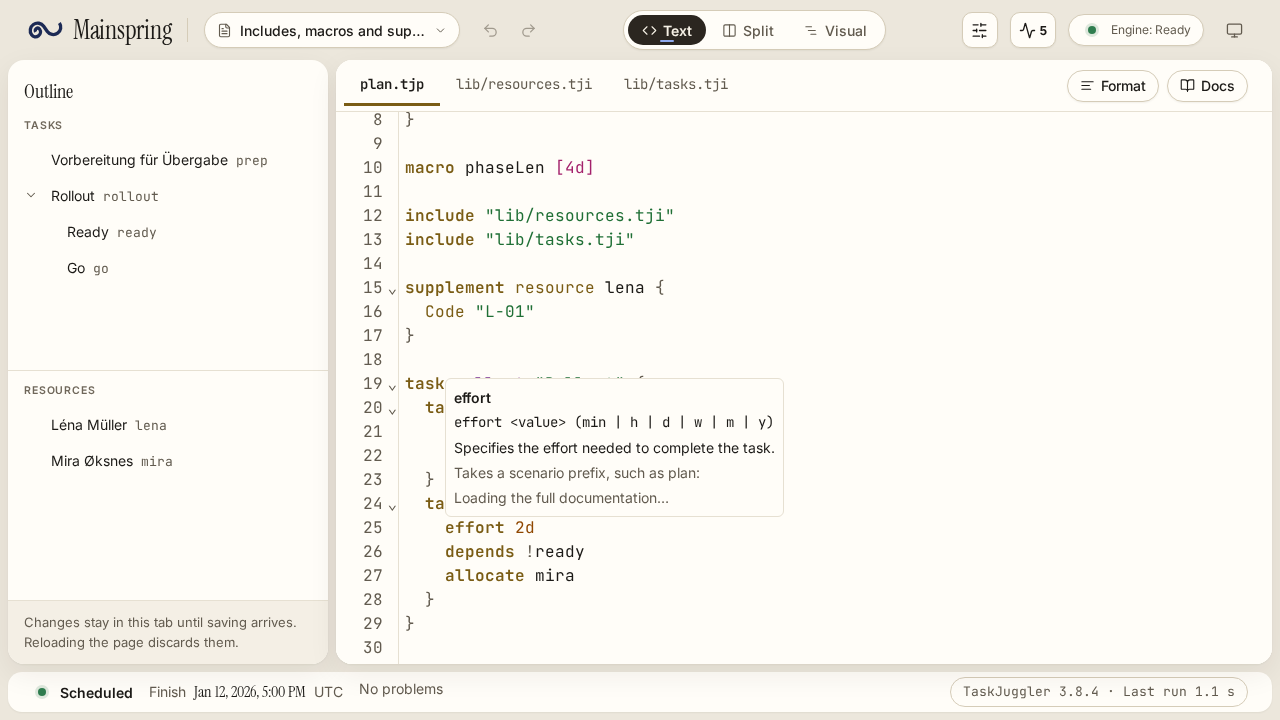 Mainspring
Includes, macros and sup...
Text
Split
Visual
5
Engine: Ready
Outline
TASKS
Vorbereitung für Übergabe prep
Rollout rollout
Ready ready
Go go
RESOURCES
Léna Müller lena
Mira Øksnes mira
Changes stay in this tab until saving arrives.
Reloading the page discards them.
plan.tjp
lib/resources.tji
lib/tasks.tji
Format
Docs
8 }
9
10 macro phaseLen [4d]
11
12 include "lib/resources.tji"
13 include "lib/tasks.tji"
14
15 supplement resource lena {
16 Code "L-01"
17 }
18
19 task
20 ta
21
22
23 }
24 ta
effort
effort <value> (min | h | d | w | m | y)
Specifies the effort needed to complete the task.
Takes a scenario prefix, such as plan:
Loading the full documentation…
25 effort 2d
26 depends !ready
27 allocate mira
28 }
29 }
30
Scheduled
Finish Jan 12, 2026, 5:00 PM UTC
No problems
TaskJuggler 3.8.4 · Last run 1.1 s